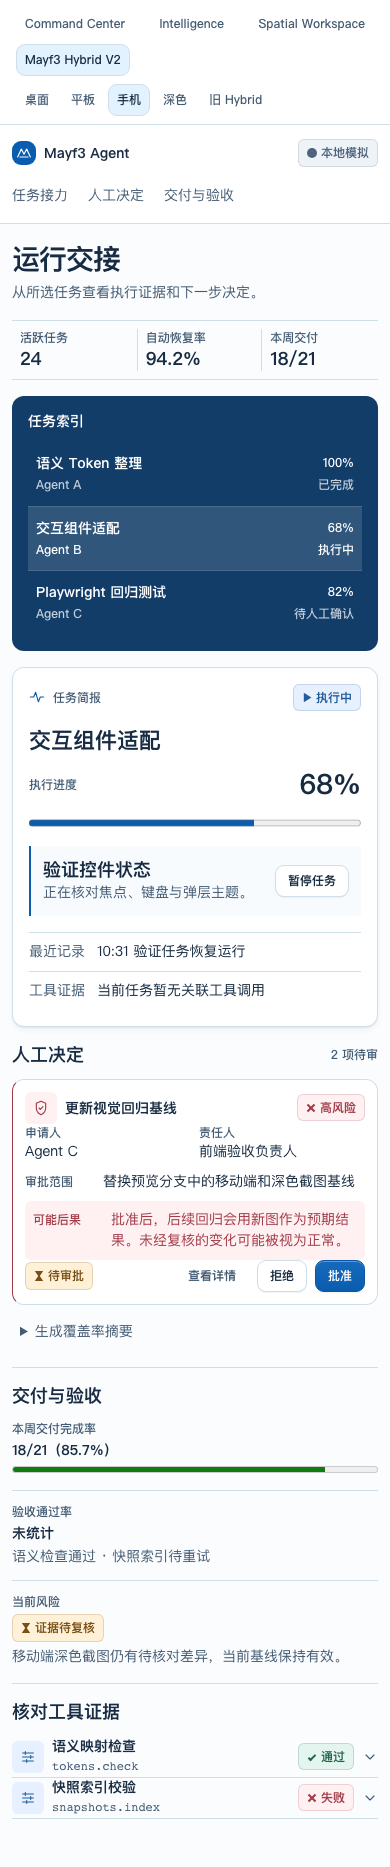 Command Center Intelligence Spatial Workspace
Mayf3 Hybrid V2
桌面 平板 手机 深色 旧 Hybrid
Mayf3 Agent 本地模拟
任务接力 人工决定 交付与验收
运行交接
从所选任务查看执行证据和下一步决定。
活跃任务 自动恢复率 本周交付
24 94.2% 18/21
任务索引
语义 Token 整理 100%
Agent A 已完成
交互组件适配 68%
Agent B 执行中
Playwright 回归测试 82%
Agent C 待人工确认
任务简报 执行中
交互组件适配
执行进度 68%
验证控件状态
正在核对焦点、键盘与弹层主题。
暂停任务
最近记录 10:31 验证任务恢复运行
工具证据 当前任务暂无关联工具调用
人工决定 2 项待审
更新视觉回归基线 高风险
申请人 责任人
Agent C 前端验收负责人
审批范围 替换预览分支中的移动端和深色截图基线
可能后果 批准后，后续回归会用新图作为预期结
果。未经复核的变化可能被视为正常。
待审批 查看详情 拒绝 批准
生成覆盖率摘要
交付与验收
本周交付完成率
18/21（85.7%）
验收通过率
未统计
语义检查通过 · 快照索引待重试
当前风险
证据待复核
移动端深色截图仍有待核对差异，当前基线保持有效。
核对工具证据
语义映射检查 通过
tokens.check
快照索引校验 失败
snapshots.index